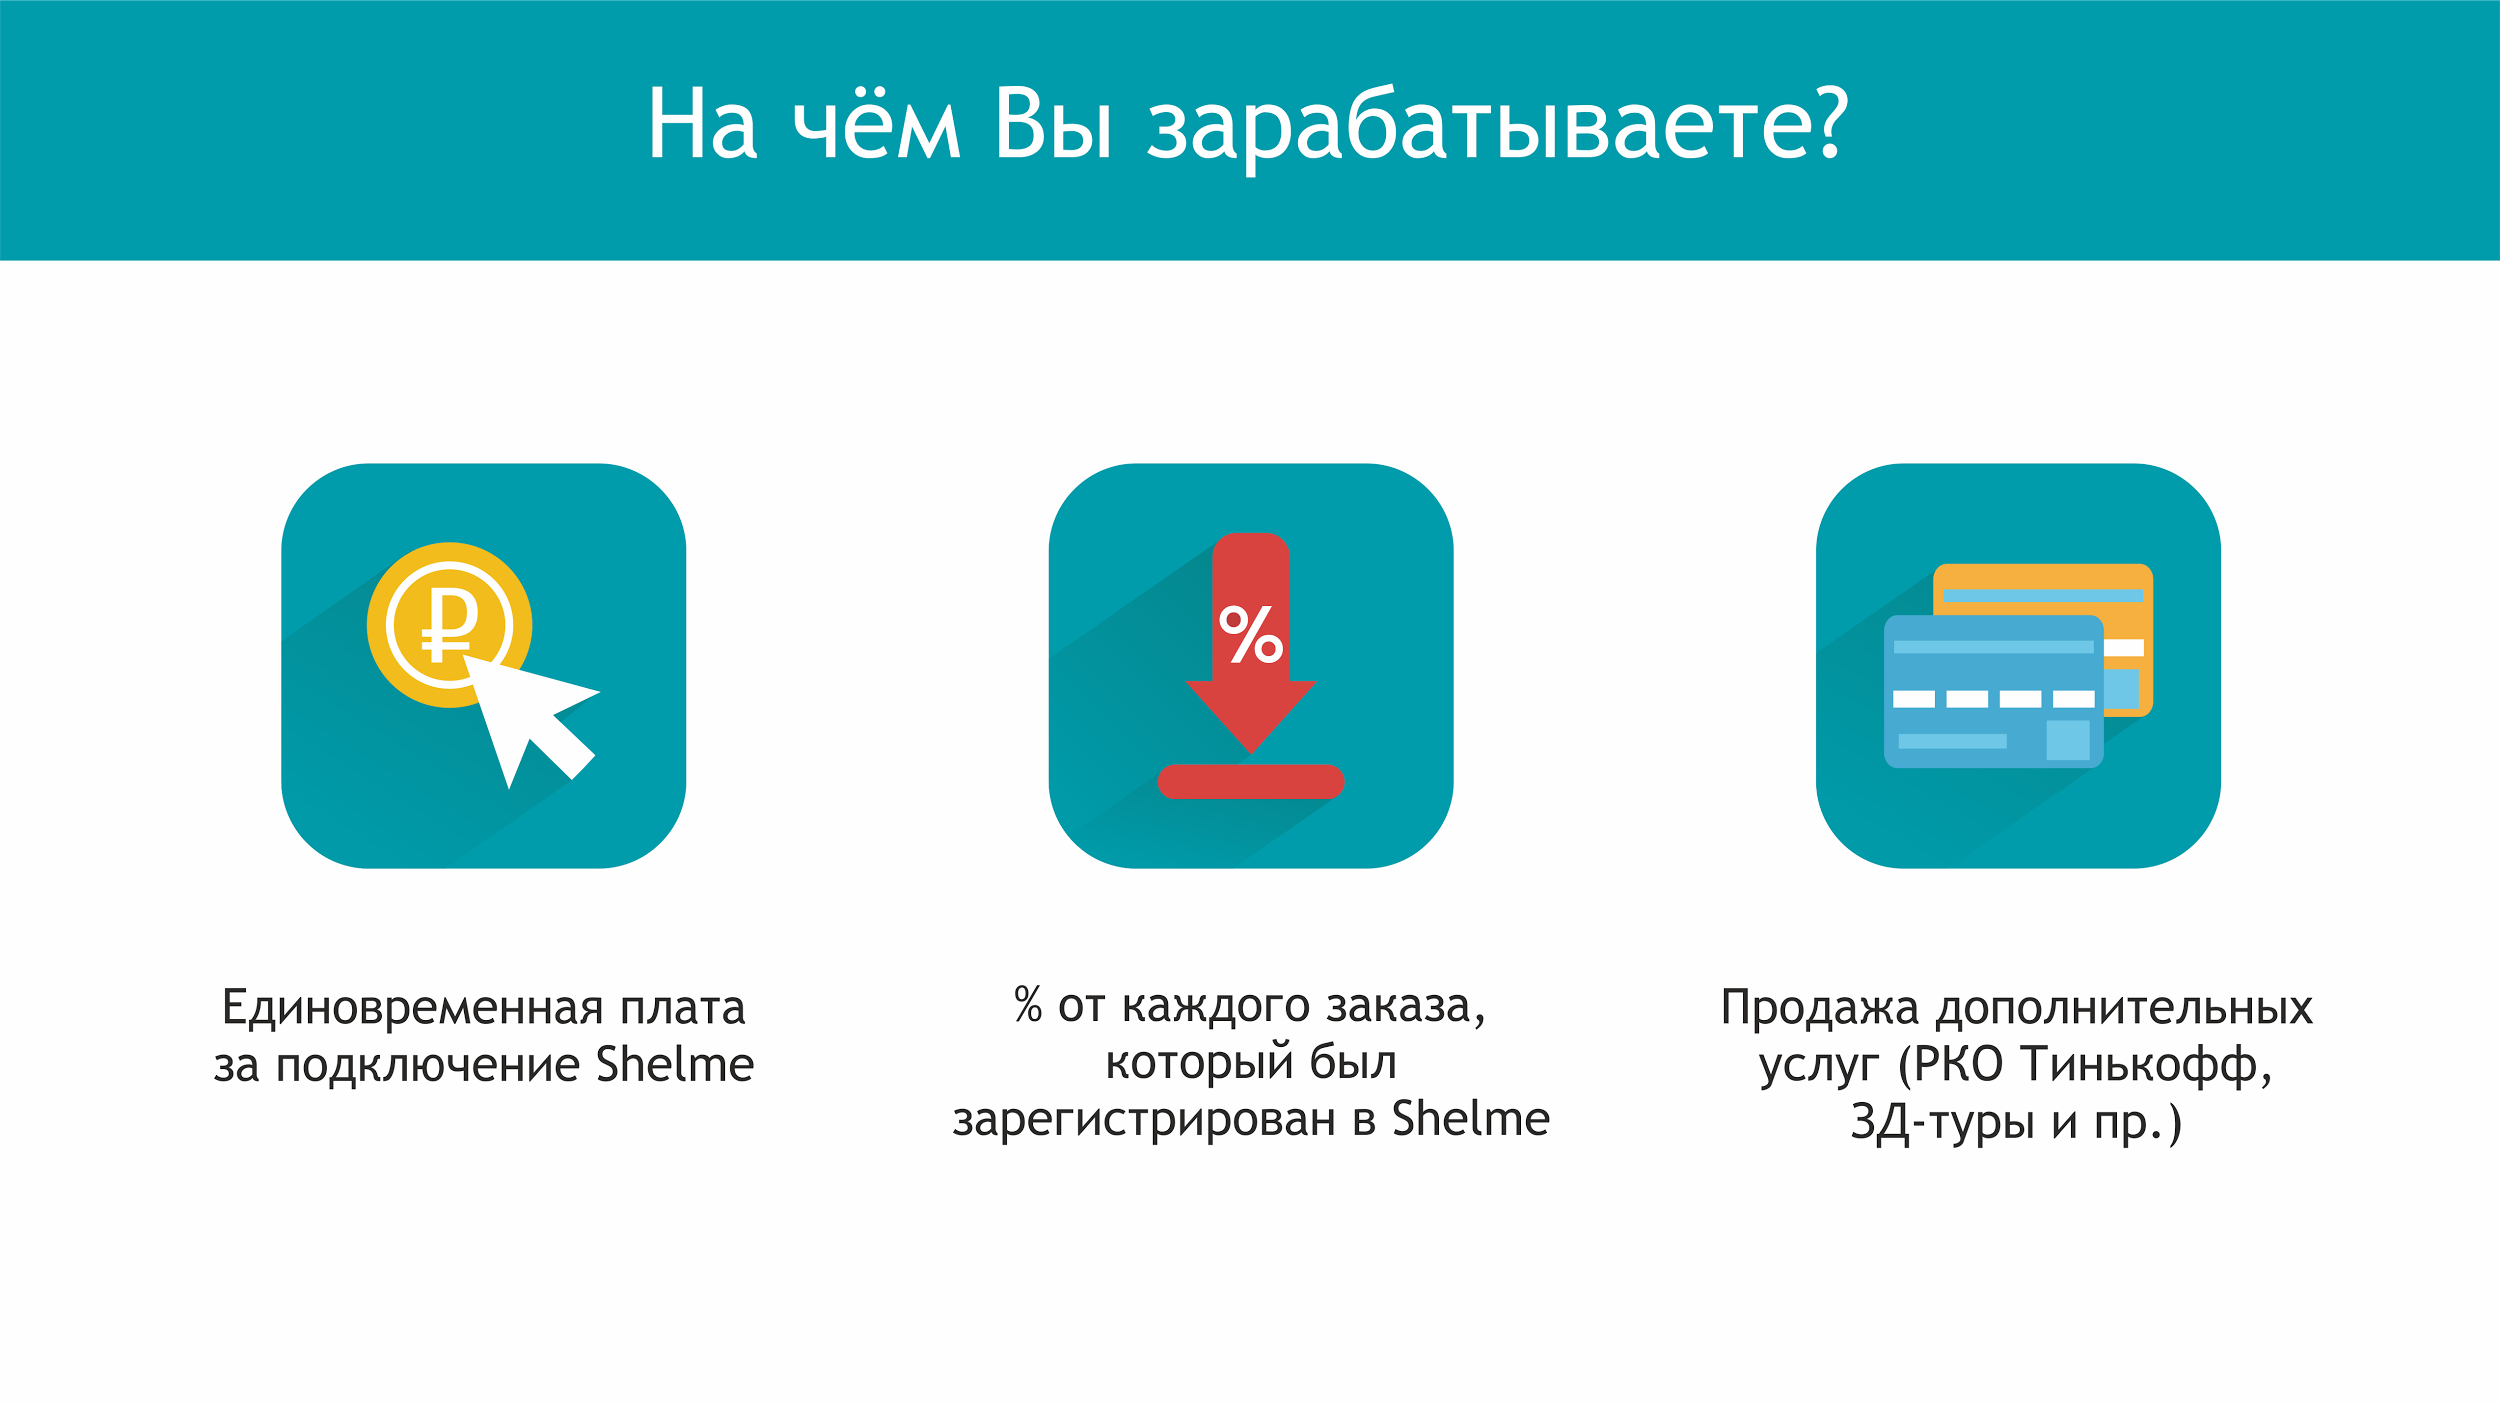 На чём Вы зарабатываете?
₽
%
Единовременная плата,
за подключение Shelme
% от каждого заказа,
который был
зарегистрирован в Shelme
Продажа дополнительных
услуг (РКО Тинькофф,
3Д-туры и пр.)